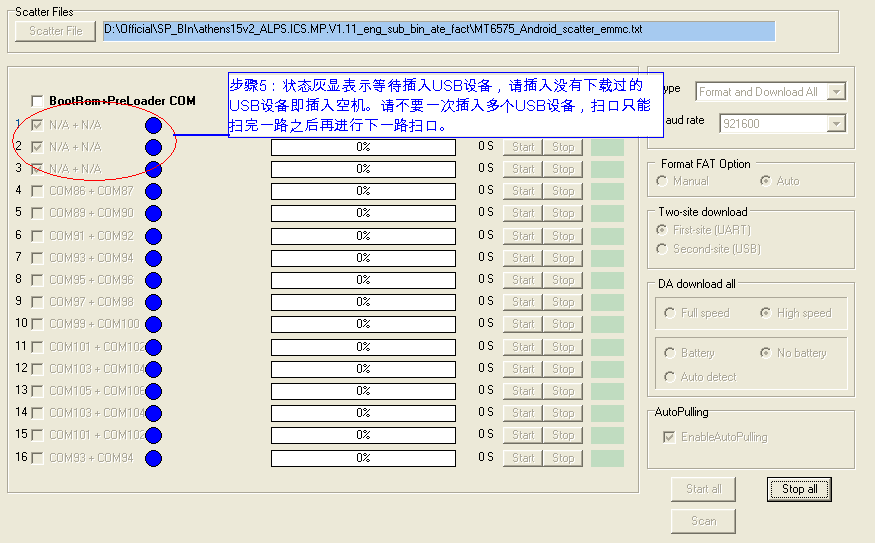 Scatter Files
Scatter File
D:\Official\SP_BIn\athens15v2_ALPS.ICS.MP.V1.11_eng_sub_bin_ate_fact\MT6575_Android_scatter_emmc.txt
BootRom+PreLoader COM
步骤5：状态灰显表示等待插入USB设备，请插入没有下载过的
USB设备即插入空机。请不要一次插入多个USB设备，扫口只能
扫完一路之后再进行下一路扫口。
1 N/A + N/A
2 N/A + N/A 0% 0 S Start Stop
3 N/A + N/A 0% 0 S Start Stop
4 COM86 + COM87 0% 0 S Start Stop
5 COM89 + COM90 0% 0 S Start Stop
6 COM91 + COM92 0% 0 S Start Stop
7 COM93 + COM94 0% 0 S Start Stop
8 COM95 + COM96 0% 0 S Start Stop
9 COM97 + COM98 0% 0 S Start Stop
10 COM99 + COM100 0% 0 S Start Stop
11 COM101 + COM102 0% 0 S Start Stop
12 COM103 + COM104 0% 0 S Start Stop
13 COM105 + COM106 0% 0 S Start Stop
14 COM103 + COM104 0% 0 S Start Stop
15 COM101 + COM102 0% 0 S Start Stop
16 COM93 + COM94 0% 0 S Start Stop
ype Format and Download All
aud rate 921600
Format FAT Option
Manual Auto
Two-site download
First-site (UART)
Second-site (USB)
DA download all
Full speed High speed
Battery No battery
Auto detect
AutoPulling
EnableAutoPulling
Start all Stop all
Scan